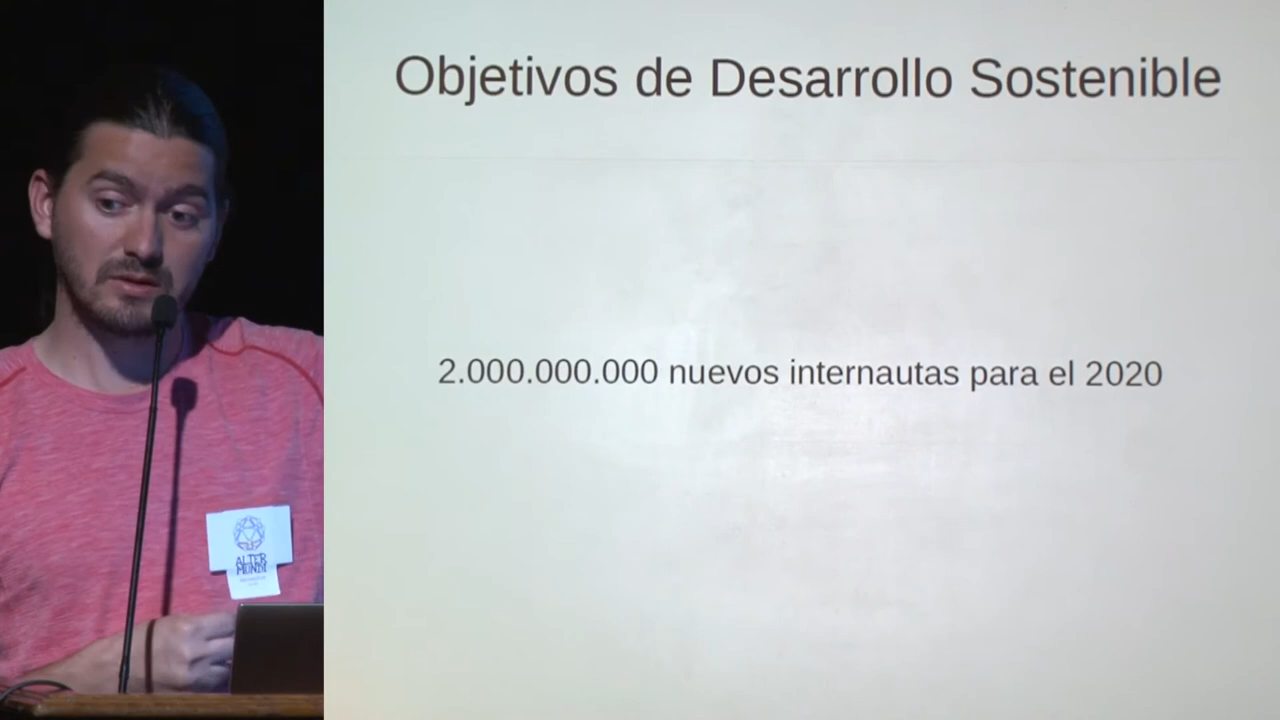 Objetivos de Desarrollo Sostenible
2.000.000.000 nuevos internautas para el 2020
ALTER
MUNDI